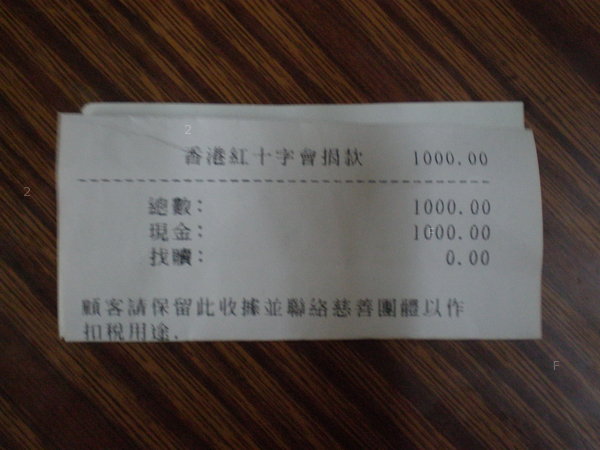 香港紅十字會捐款 1000.00
總數： 1000.00
現金： 1000.00
找贖： 0.00
顧客請保留此收據並聯絡慈善團體以作
扣稅用途.